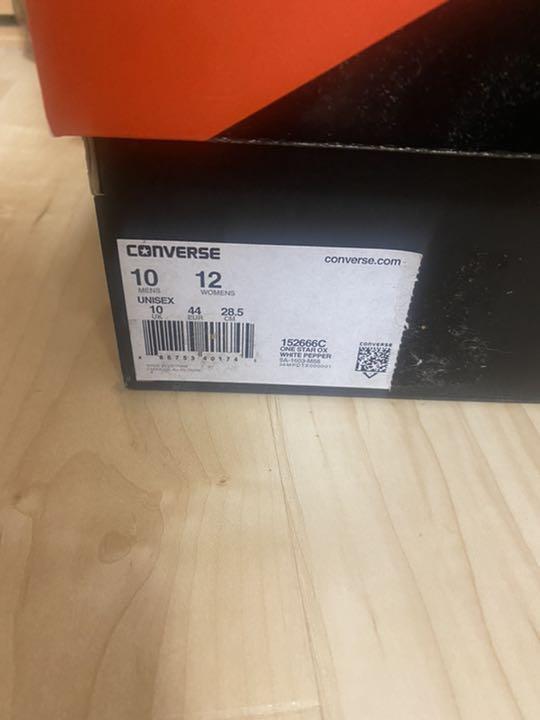 CONVERSE
converse.com
10 12
MENS WOMENS
UNISEX
10 44 28.5
UK EUR CM
152666C
ONE STAR OX
WHITE PEPPER
CONVERSE